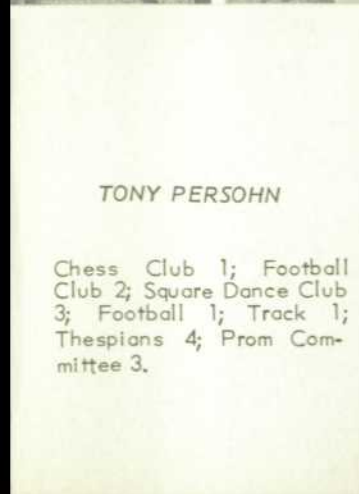 TONY PERSOHN
Chess Club 1; Football
Club 2; Square Dance Club
3; Football 1; Track 1;
Thespians 4; Prom Com-
mittee 3.